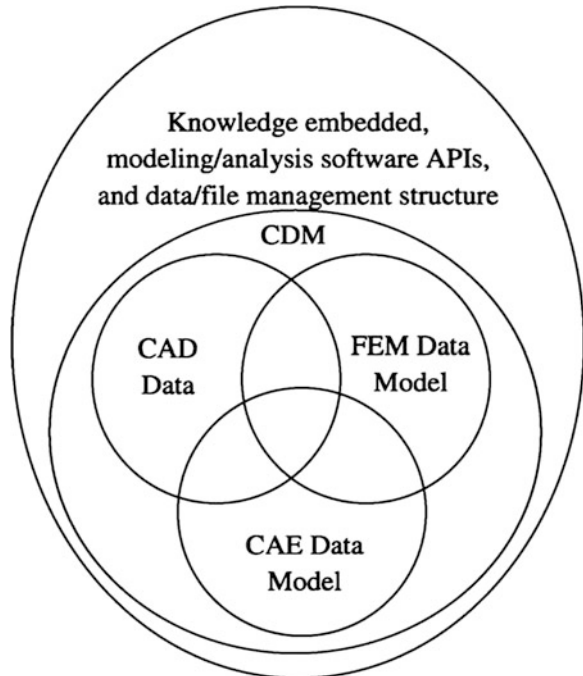 Knowledge embedded,
modeling/analysis software APIs,
and data/file management structure
CDM
CAD
Data
FEM Data
Model
CAE Data
Model